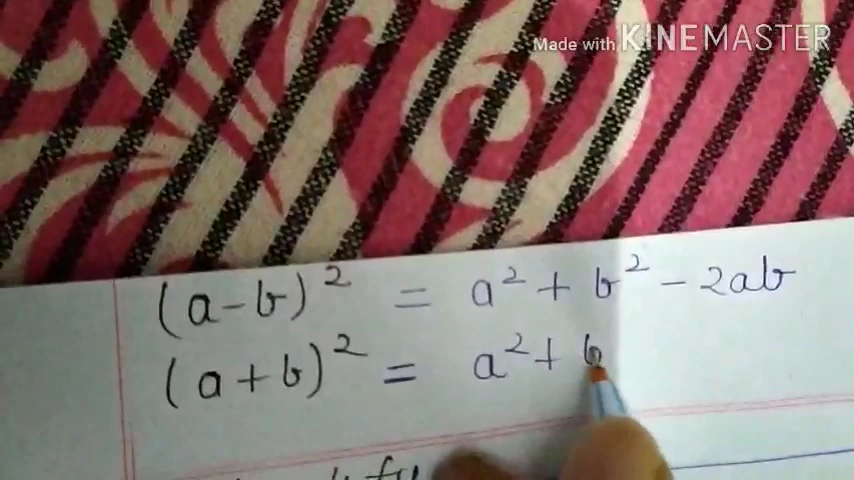 Made with KINEMASTER
(a-b)² = a² + b² - 2ab
(a+b)² = a² + b